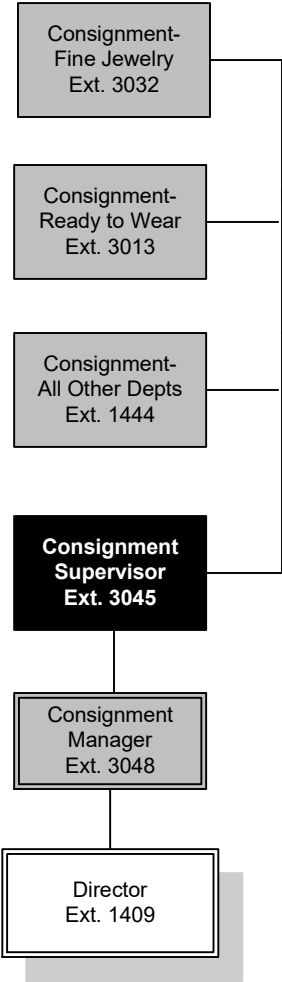 Consignment-
Fine Jewelry
Ext. 3032
Consignment-
Ready to Wear
Ext. 3013
Consignment-
All Other Depts
Ext. 1444
Consignment
Supervisor
Ext. 3045
Consignment
Manager
Ext. 3048
Director
Ext. 1409